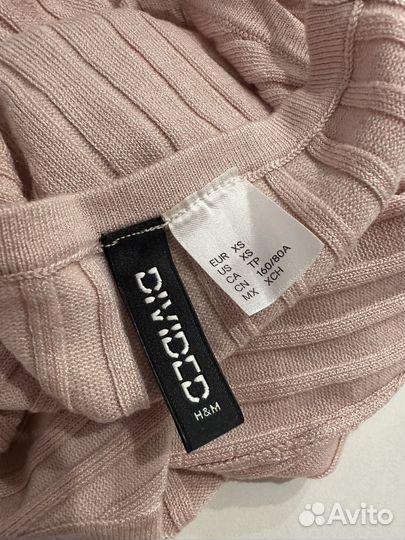 DIVIDED
H&M
EUR XS
US XS
CA TP
CN 160/80A
MX XCH
Avito